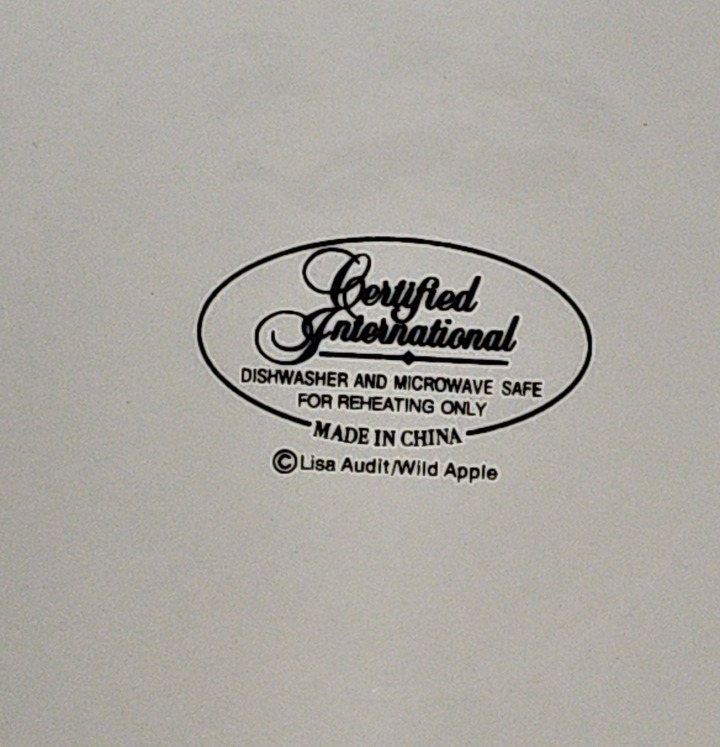 Certified
International
DISHWASHER AND MICROWAVE SAFE
FOR REHEATING ONLY
MADE IN CHINA
©Lisa Audit/Wild Apple